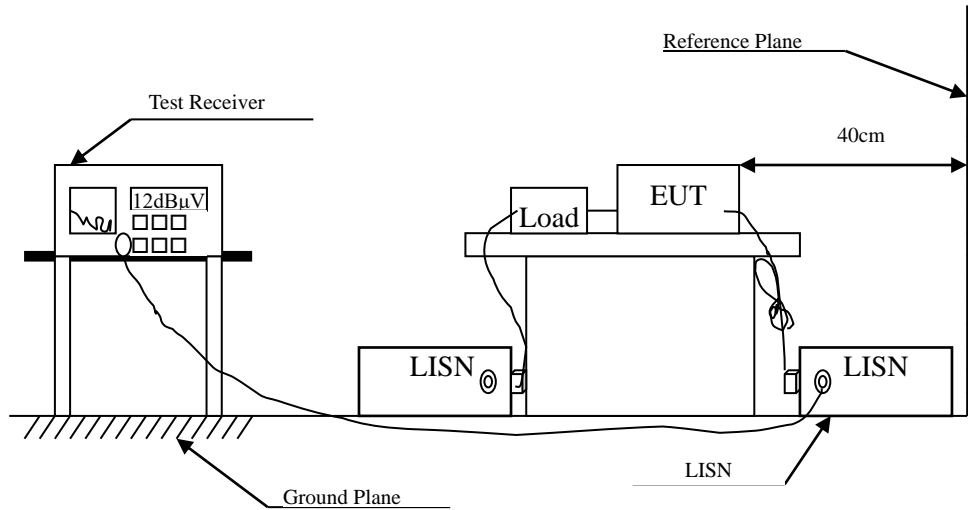 Reference Plane
Test Receiver
40cm
12dBµV
Load
EUT
LISN
LISN
LISN
Ground Plane